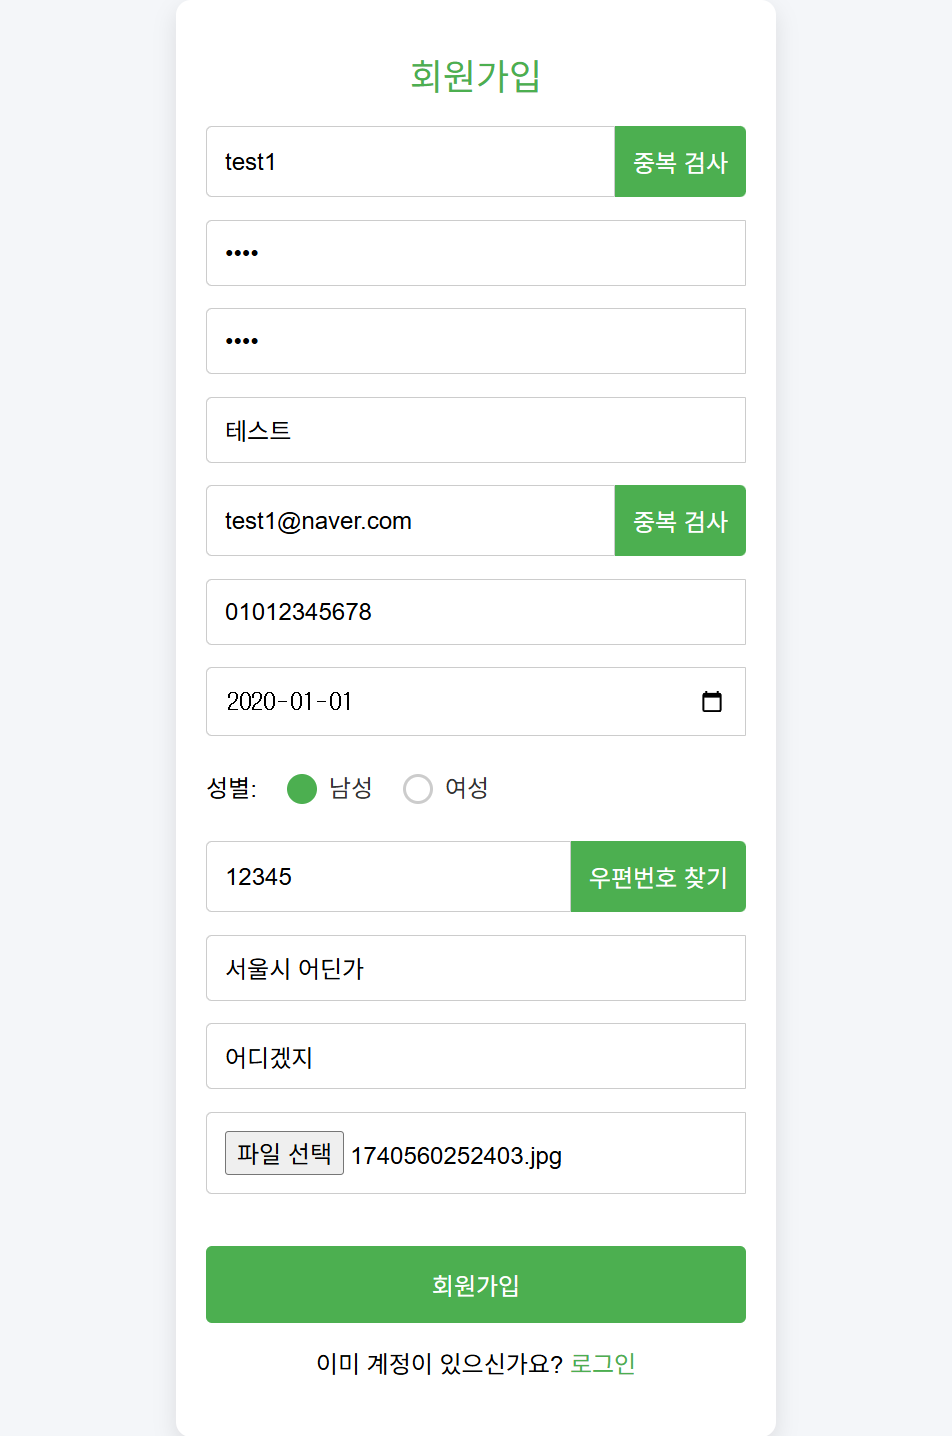 회원가입
test1 중복 검사
••••
••••
테스트
test1@naver.com 중복 검사
01012345678
2020-01-01
성별: 남성 여성
12345 우편번호 찾기
서울시 어딘가
어디겠지
파일 선택 1740560252403.jpg
회원가입
이미 계정이 있으신가요? 로그인